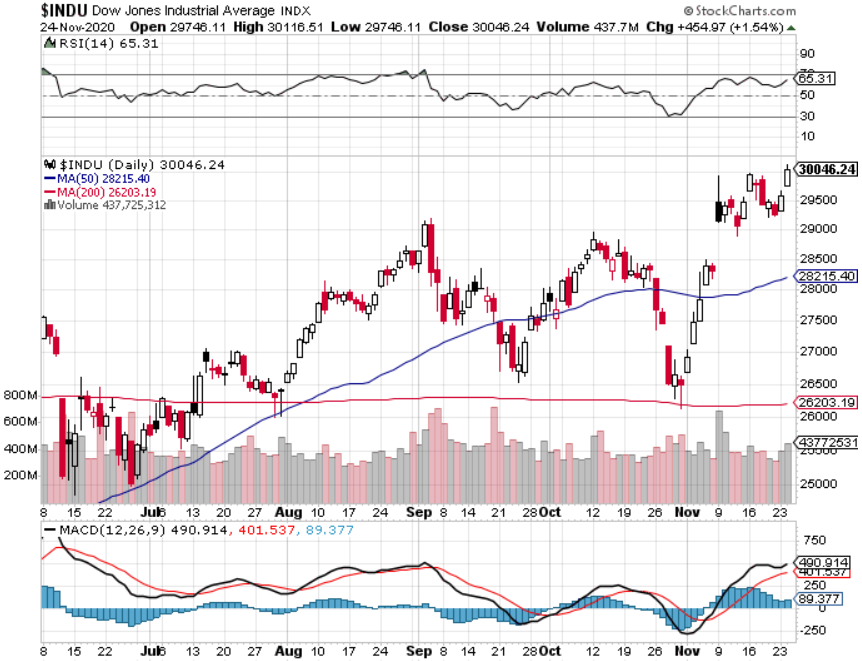 $INDU Dow Jones Industrial Average INDX
© StockCharts.com
24-Nov-2020 Open 29746.11 High 30116.51 Low 29746.11 Close 30046.24 Volume 437.7M Chg +454.97 (+1.54%)
RSI(14) 65.31
90
70
65.31
50
30
10
$INDU (Daily) 30046.24
MA(50) 28215.40
MA(200) 26203.19
Volume 437,725,312
30046.24
29500
29000
28500
28215.40
28000
27500
27000
26500
26203.19
26000
43772531
25000
800M
600M
400M
200M
8 15 22 Jul 6 13 20 27 Aug 10 17 24 Sep 8 14 21 28 Oct 12 19 26 Nov 9 16 23
MACD(12,26,9) 490.914, 401.537, 89.377
750
490.914
401.537
250
89.377
0
-250
8 15 22 Jul 6 13 20 27 Aug 10 17 24 Sep 8 14 21 28 Oct 12 19 26 Nov 9 16 23